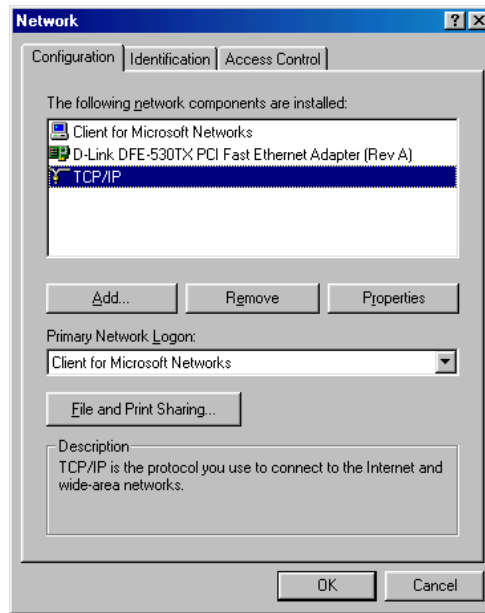 Network
Configuration Identification Access Control
The following network components are installed:
Client for Microsoft Networks
D-Link DFE-530TX PCI Fast Ethernet Adapter (Rev A)
TCP/IP
Add... Remove Properties
Primary Network Logon:
Client for Microsoft Networks
File and Print Sharing...
Description
TCP/IP is the protocol you use to connect to the Internet and
wide-area networks.
OK Cancel